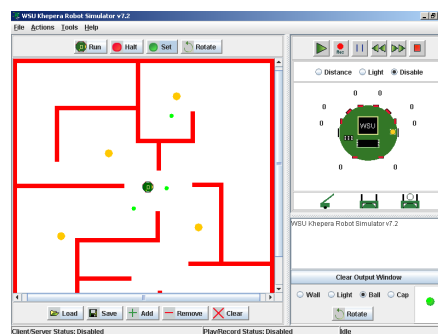 WSU Khepera Robot Simulator v7.2
File Actions Tools Help
Run Halt Set Rotate
Rec
Distance Light Disable
0 0
0 0
0 0
0 0
WSU
WSU Khepera Robot Simulator v7.2
Clear Output Window
Wall Light Ball Cap
Rotate
Load Save Add Remove Clear
Client/Server Status: Disabled Play/Record Status: Disabled Idle